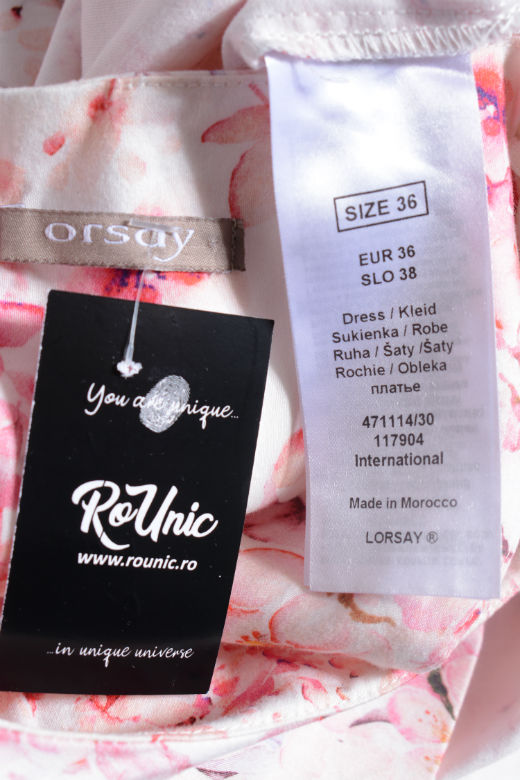 orsay
You are unique...
RoUnic
www.rounic.ro
...in unique universe
SIZE 36
EUR 36
SLO 38
Dress / Kleid
Sukienka / Robe
Ruha / Šaty /Šaty
Rochie / Obleka
платье
471114/30
117904
International
Made in Morocco
LORSAY ®